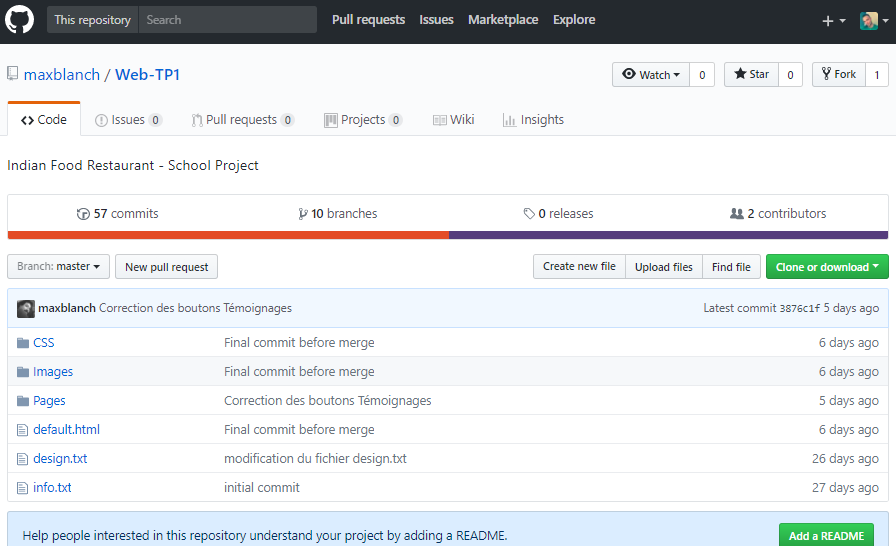 This repository Search Pull requests Issues Marketplace Explore
maxblanch / Web-TP1 Watch 0 Star 0 Fork 1
Code Issues 0 Pull requests 0 Projects 0 Wiki Insights
Indian Food Restaurant - School Project
57 commits 10 branches 0 releases 2 contributors
Branch: master New pull request Create new file Upload files Find file Clone or download
maxblanch Correction des boutons Témoignages Latest commit 3876c1f 5 days ago
CSS Final commit before merge 6 days ago
Images Final commit before merge 6 days ago
Pages Correction des boutons Témoignages 5 days ago
default.html Final commit before merge 6 days ago
design.txt modification du fichier design.txt 26 days ago
info.txt initial commit 27 days ago
Help people interested in this repository understand your project by adding a README. Add a README